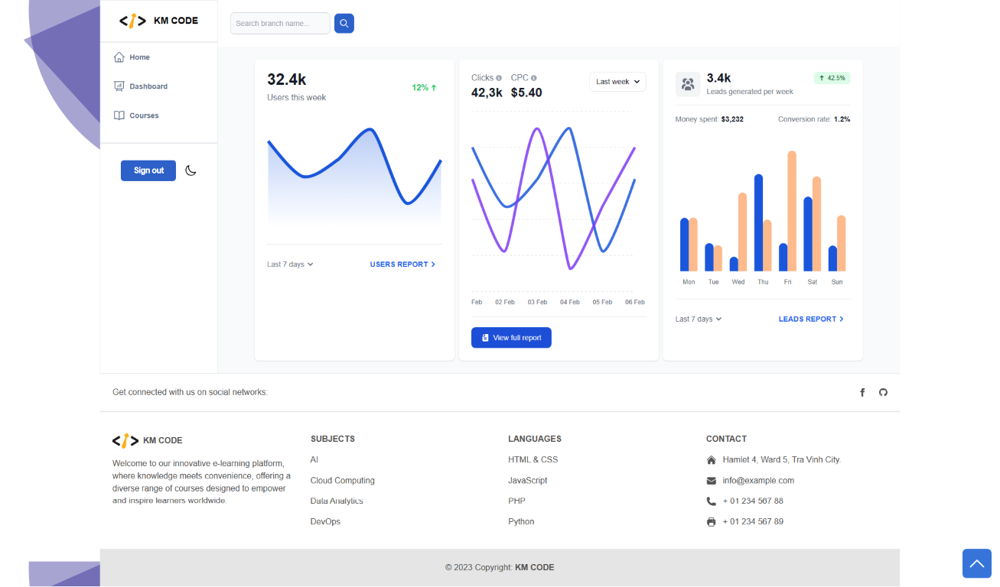 KM CODE
Search branch name...
Home
Dashboard
Courses
Sign out
32.4k
Users this week
12%
Last 7 days
USERS REPORT
Clicks CPC
42,3k $5.40
Last week
Feb 02 Feb 03 Feb 04 Feb 05 Feb 06 Feb
View full report
3.4k
Leads generated per week
42.5%
Money spent: $3,232 Conversion rate: 1.2%
Mon Tue Wed Thu Fri Sat Sun
Last 7 days
LEADS REPORT
Get connected with us on social networks:
KM CODE
Welcome to our innovative e-learning platform,
where knowledge meets convenience, offering a
diverse range of courses designed to empower
and inspire learners worldwide.
SUBJECTS
AI
Cloud Computing
Data Analytics
DevOps
LANGUAGES
HTML & CSS
JavaScript
PHP
Python
CONTACT
Hamlet 4, Ward 5, Tra Vinh City.
info@example.com
+ 01 234 567 88
+ 01 234 567 89
© 2023 Copyright: KM CODE